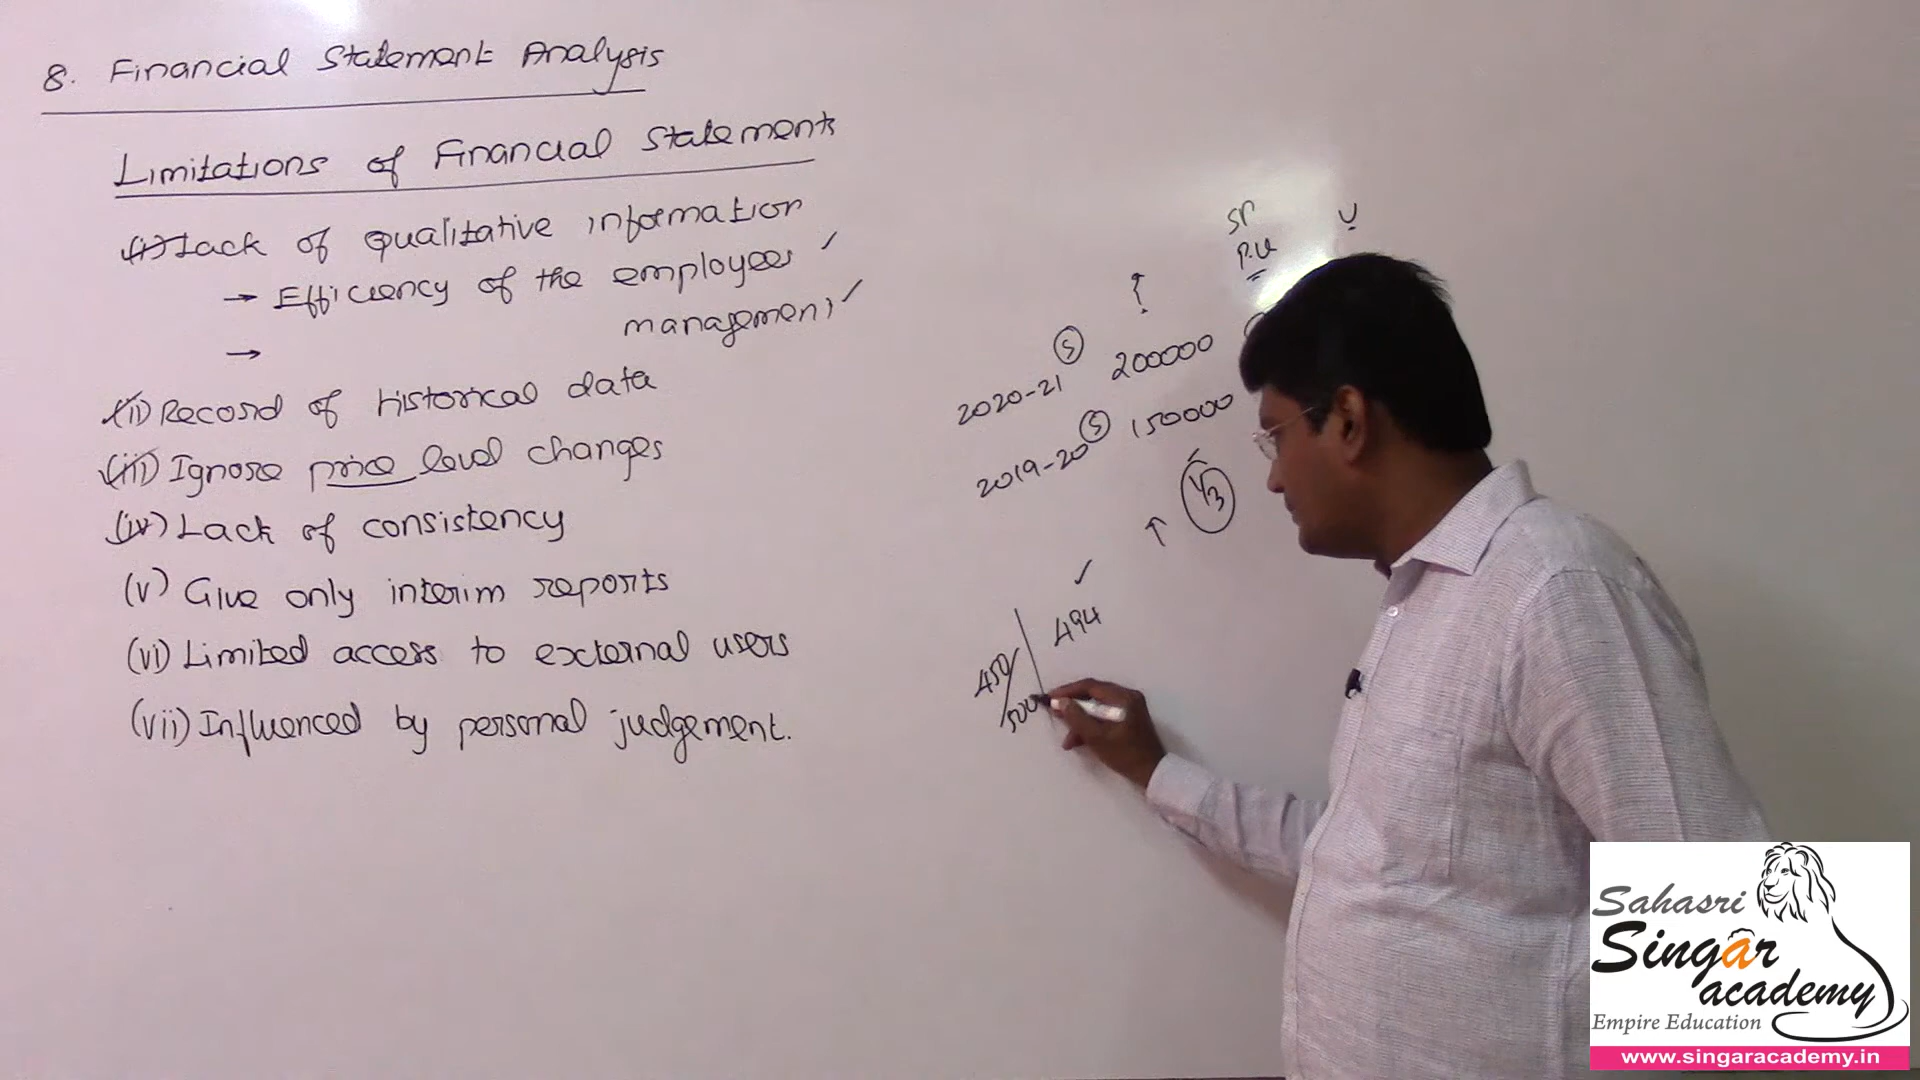 8. Financial Statement Analysis
Limitations of Financial Statements
(i) Lack of qualitative information
→ Efficiency of the employees ✓
management ✓
→
(ii) Record of historical data
(iii) Ignore price level changes
(iv) Lack of consistency
(v) Give only interim reports
(vi) Limited access to external users
(vii) Influenced by personal judgement.
SP
P.U
U
2020-21 (S) 200000
2019-20 (S) 150000
1/3
494
450/500
Sahasri
Singar
academy
Empire Education
www.singaracademy.in